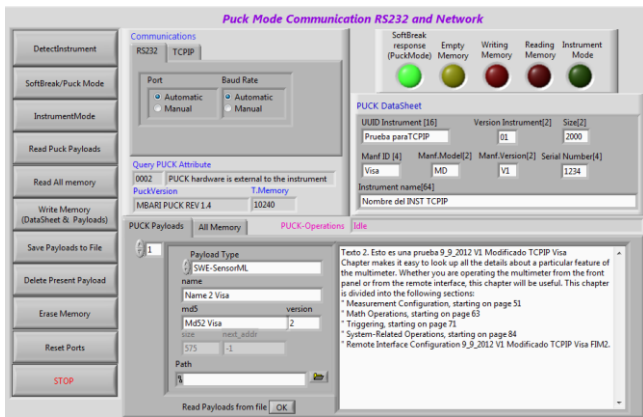 Puck Mode Communication RS232 and Network
DetectInstrument
SoftBreak/Puck Mode
InstrumentMode
Read Puck Payloads
Read All memory
Write Memory
(DataSheet & Payloads)
Save Payloads to File
Delete Present Payload
Erase Memory
Reset Ports
STOP
Communications
RS232 TCPIP
Port Baud Rate
Automatic Automatic
Manual Manual
Query PUCK Attribute
0002 PUCK hardware is external to the instrument
PuckVersion T.Memory
MBARI PUCK REV 1.4 10240
SoftBreak
response
(PuckMode)
Empty
Memory
Writing
Memory
Reading
Memory
Instrument
Mode
PUCK DataSheet
UUID Instrument [16] Version Instrument[2] Size[2]
Prueba paraTCPIP 01 2000
Manf ID [4] Manf.Model[2] Manf.Version[2] Serial Number[4]
Visa MD V1 1234
Instrument name[64]
Nombre del INST TCPIP
PUCK Payloads All Memory PUCK-Operations Idle
1
Payload Type
SWE-SensorML
name
Name 2 Visa
md5 version
Md52 Visa 2
size next_addr
575 -1
Path
Read Payloads from file OK
Texto 2. Esto es una prueba 9_9_2012 V1 Modificado TCPIP Visa
Chapter makes it easy to look up all the details about a particular feature of
the multimeter. Whether you are operating the multimeter from the front
panel or from the remote interface, this chapter will be useful. This chapter
is divided into the following sections:
" Measurement Configuration, starting on page 51
" Math Operations, starting on page 63
" Triggering, starting on page 71
" System-Related Operations, starting on page 84
" Remote Interface Configuration 9_9_2012 V1 Modificado TCPIP Visa FIM2.